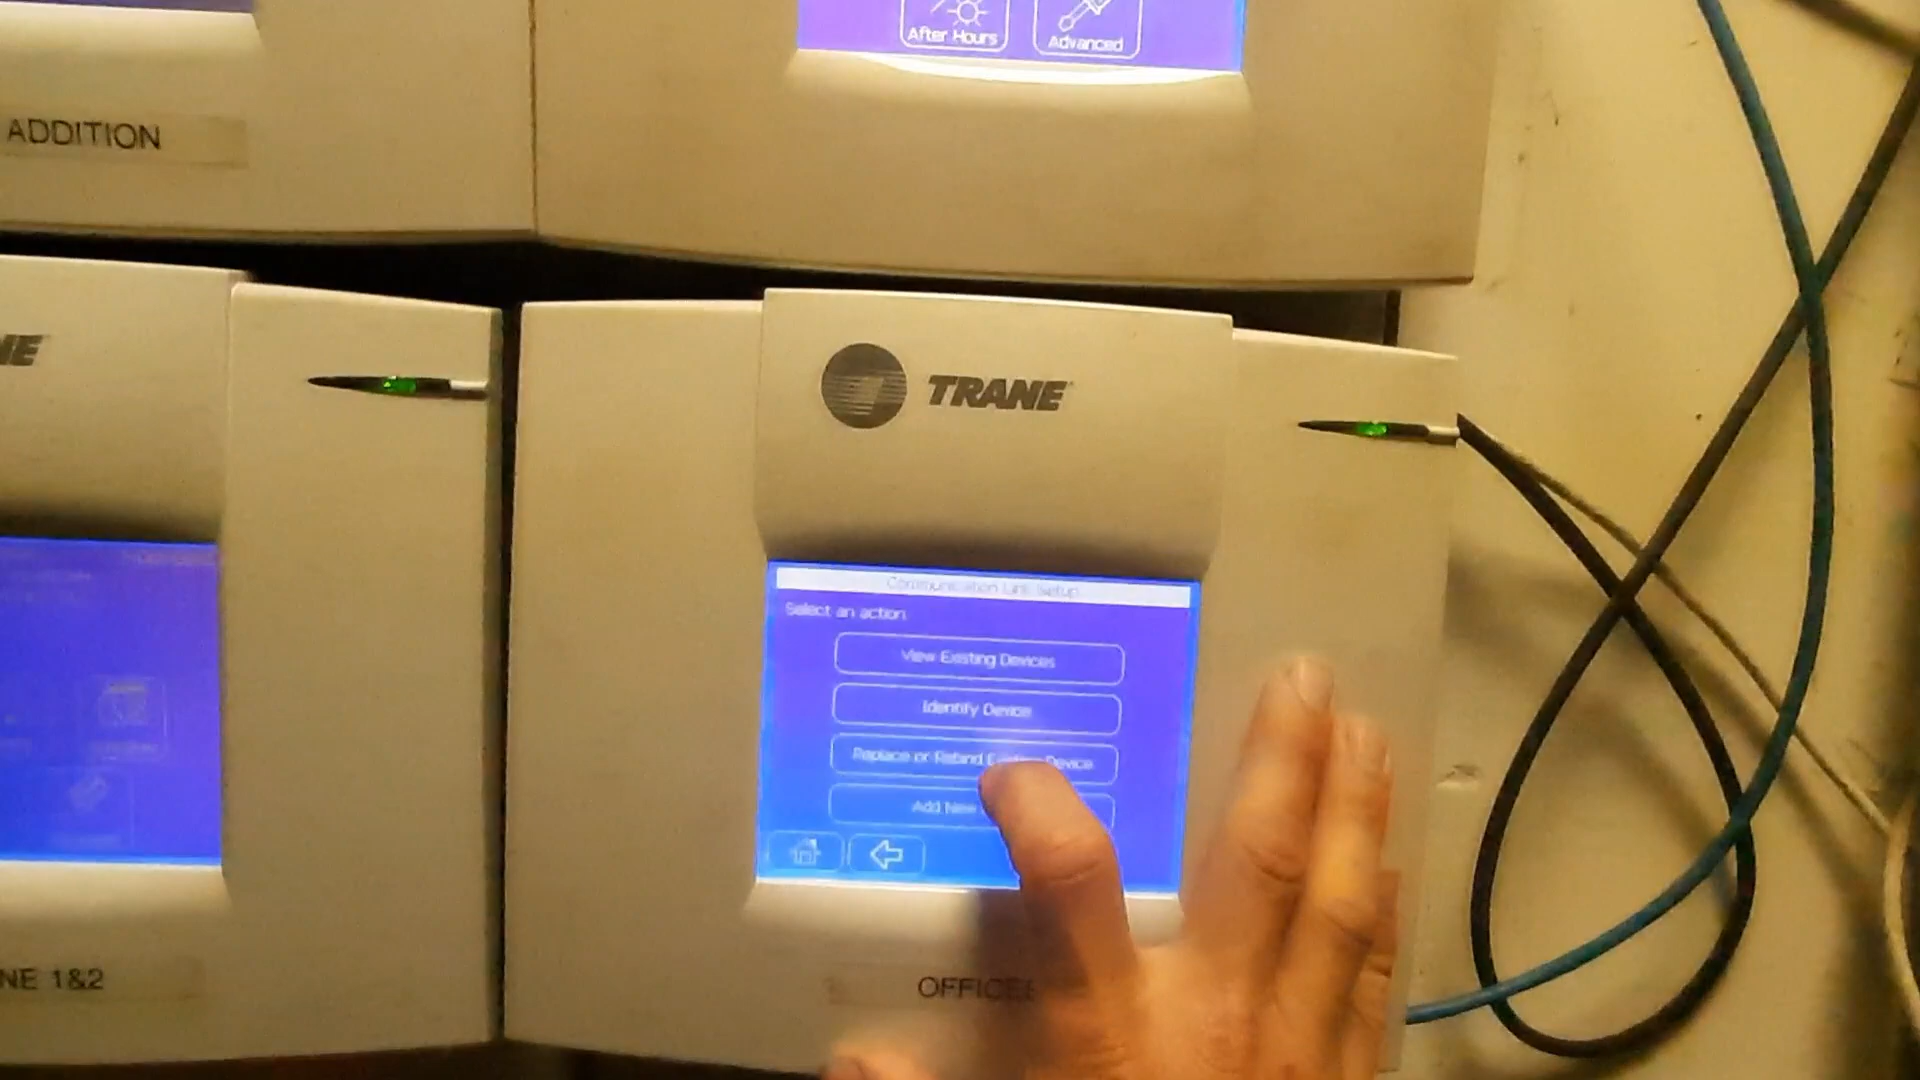 After Hours
Advanced
ADDITION
NE
TRANE
Communication Link Setup
Select an action
View Existing Devices
Identify Device
Replace or Rebind Existing Device
Add New
NE 1&2
OFFICE